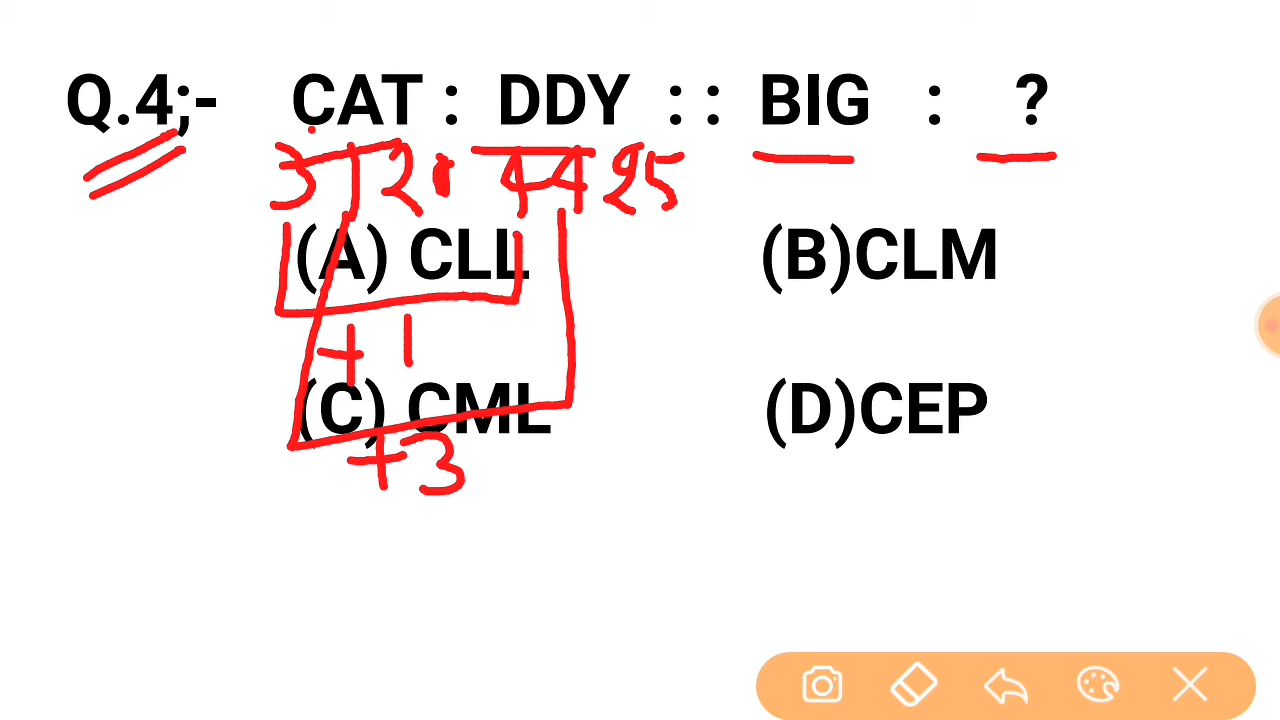 Q.4;- CAT : DDY : : BIG : ?
3 1 20 4 4 25
(A) CLL (B)CLM
+1
(C) CML (D)CEP
+3